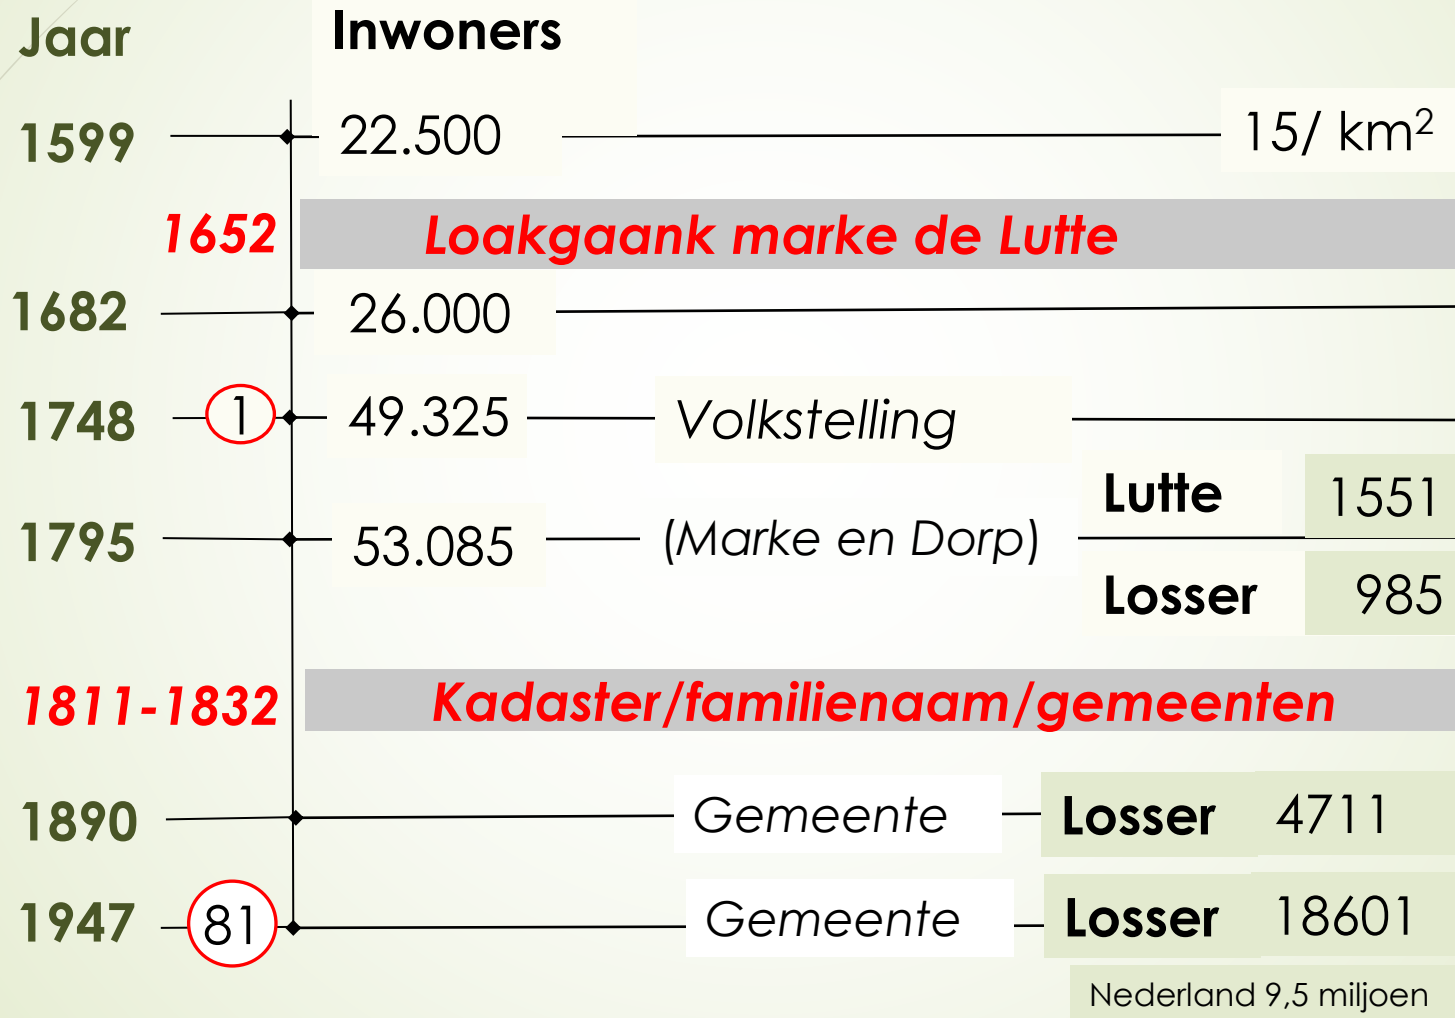 Jaar Inwoners
1599 22.500 15/ km²
1652 Loakgaank marke de Lutte
1682 26.000
1748 1 49.325 Volkstelling
Lutte 1551
1795 53.085 (Marke en Dorp)
Losser 985
1811-1832 Kadaster/familienaam/gemeenten
1890 Gemeente Losser 4711
1947 81 Gemeente Losser 18601
Nederland 9,5 miljoen